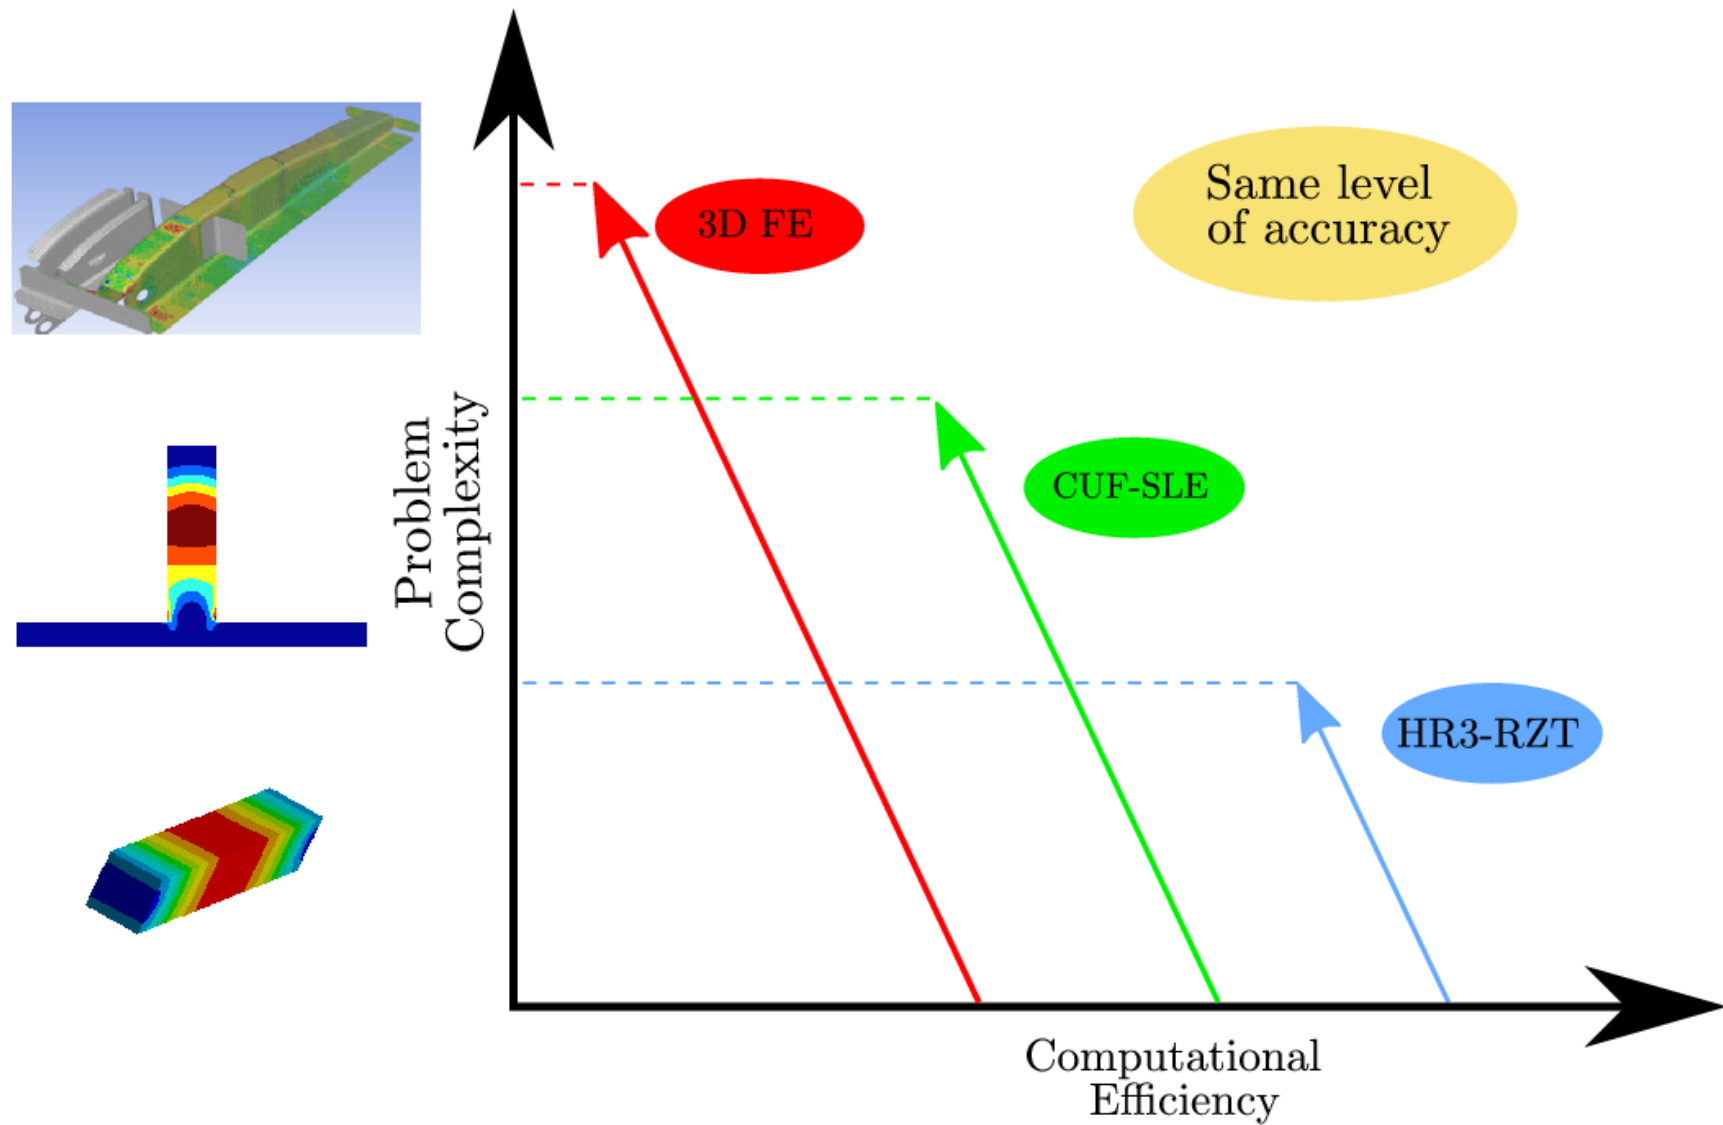 Same level
of accuracy
3D FE
CUF-SLE
HR3-RZT
Problem
Complexity
Computational
Efficiency